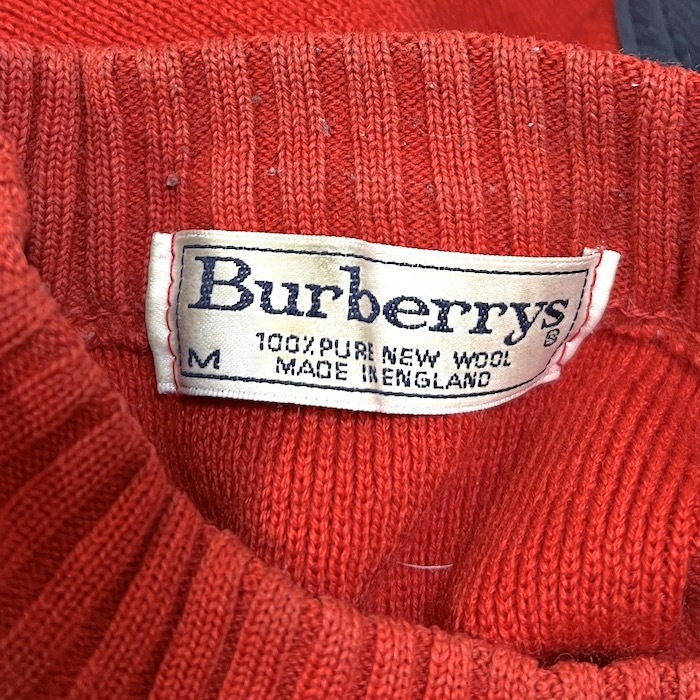 Burberrys
100% PURE NEW WOOL
M MADE IN ENGLAND